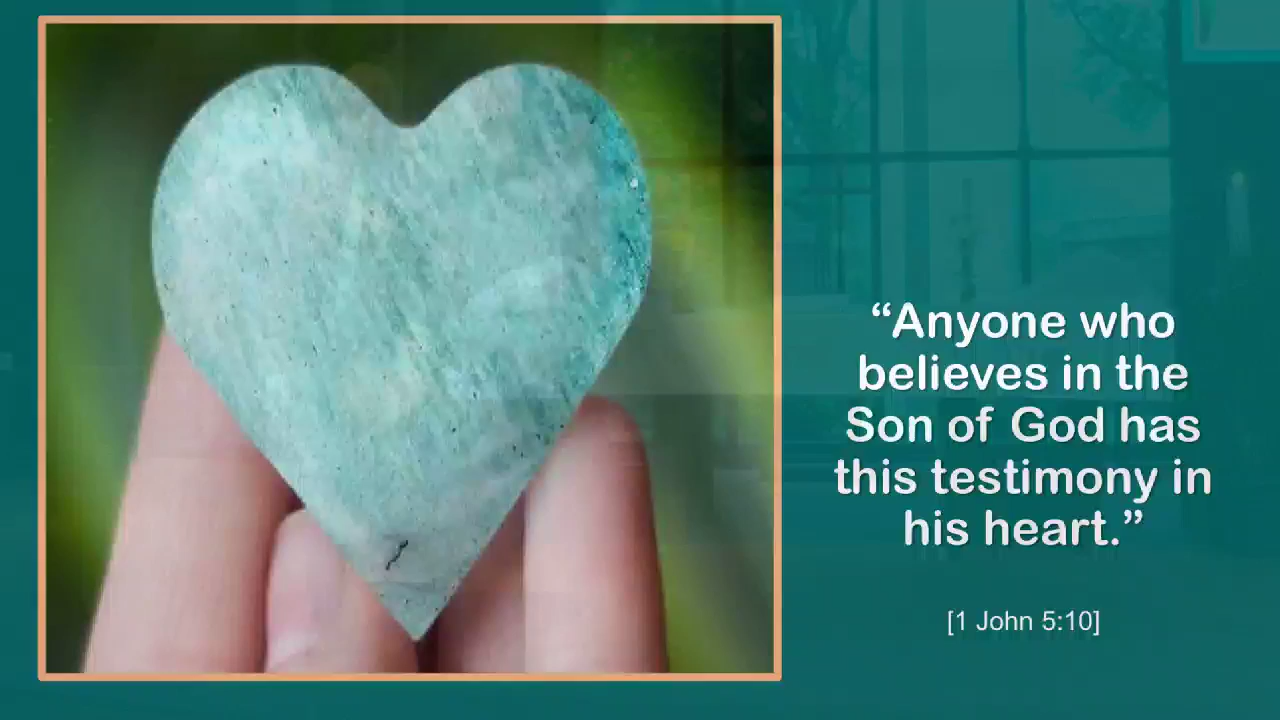 “Anyone who
believes in the
Son of God has
this testimony in
his heart.”
[1 John 5:10]